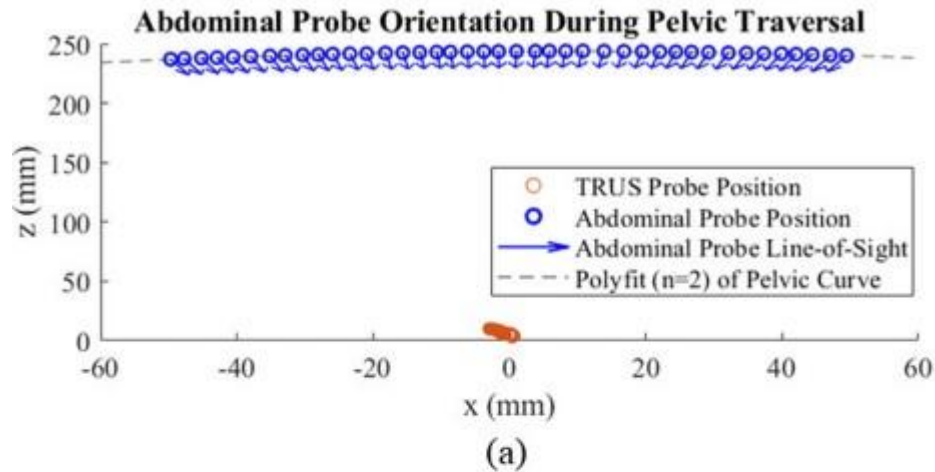 Abdominal Probe Orientation During Pelvic Traversal
250
200
150
100
50
0
z (mm)
TRUS Probe Position
Abdominal Probe Position
Abdominal Probe Line-of-Sight
Polyfit (n=2) of Pelvic Curve
-60 -40 -20 0 20 40 60
x (mm)
(a)